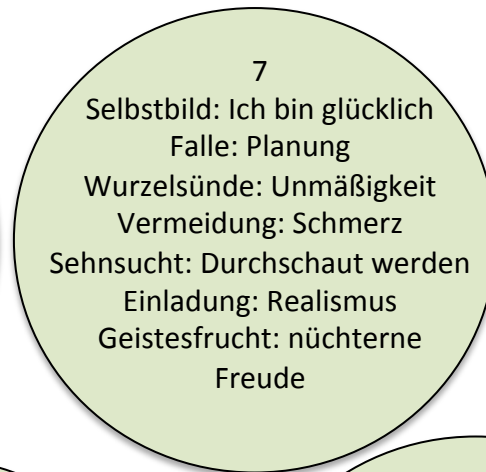 7
Selbstbild: Ich bin glücklich
Falle: Planung
Wurzelsünde: Unmäßigkeit
Vermeidung: Schmerz
Sehnsucht: Durchschaut werden
Einladung: Realismus
Geistesfrucht: nüchterne
Freude